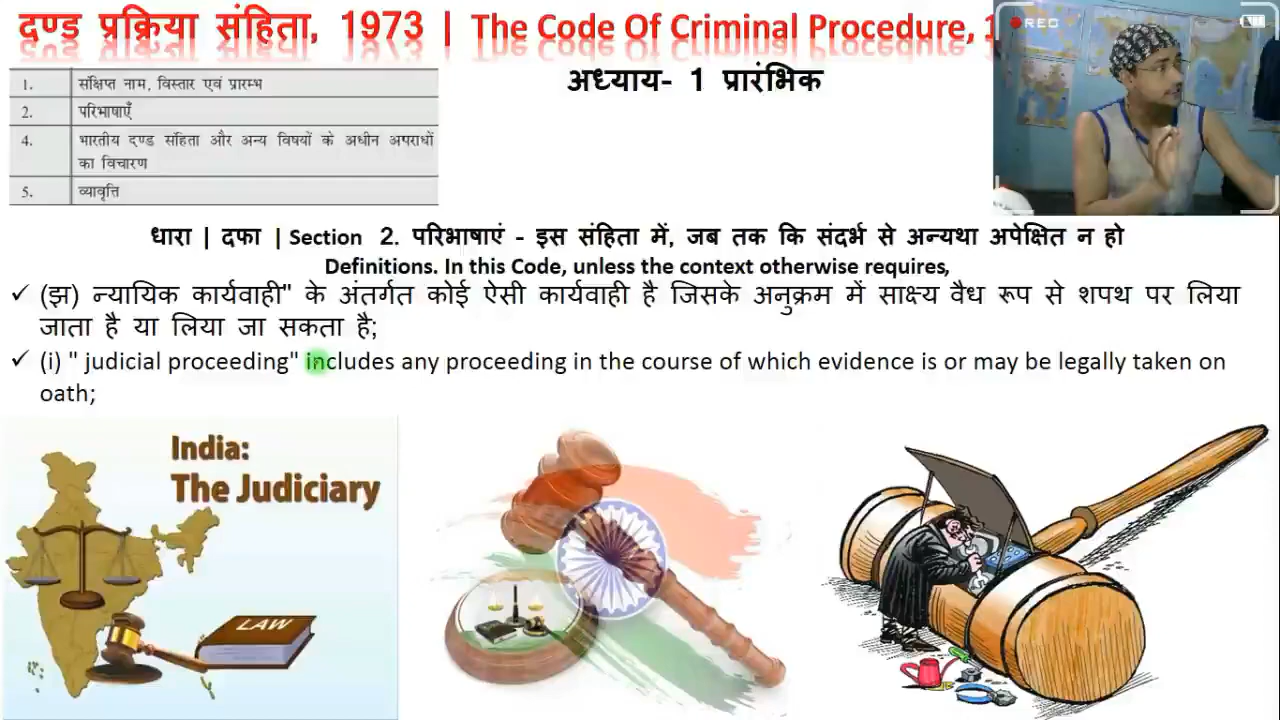 दण्ड प्रक्रिया संहिता, 1973 | The Code Of Criminal Procedure, 1
REC
अध्याय- 1 प्रारंभिक
1. संक्षिप्त नाम, विस्तार एवं प्रारम्भ
2. परिभाषाएँ
4. भारतीय दण्ड संहिता और अन्य विषयों के अधीन अपराधों
का विचारण
5. व्यावृत्ति
धारा | दफा | Section 2. परिभाषाएं - इस संहिता में, जब तक कि संदर्भ से अन्यथा अपेक्षित न हो
Definitions. In this Code, unless the context otherwise requires,
✓ (झ) न्यायिक कार्यवाही" के अंतर्गत कोई ऐसी कार्यवाही है जिसके अनुक्रम में साक्ष्य वैध रूप से शपथ पर लिया
जाता है या लिया जा सकता है;
✓ (i) " judicial proceeding" includes any proceeding in the course of which evidence is or may be legally taken on
oath;
India:
The Judiciary
LAW